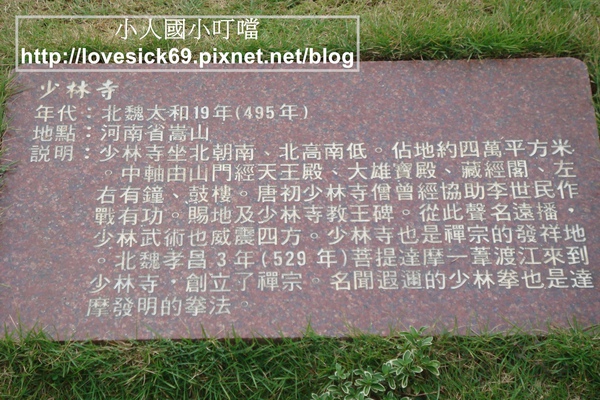 小人國小叮噹
http://lovesick69.pixnet.net/blog
少林寺
年代：北魏太和19年(495年)
地點：河南省嵩山
説明：少林寺坐北朝南、北高南低。佔地約四萬平方米
。中軸由山門經天王殿、大雄寶殿、藏經閣、左
右有鐘、鼓樓。唐初少林寺僧曾經協助李世民作
戰有功。賜地及少林寺教王碑。從此聲名遠播，
少林武術也威震四方。少林寺也是禪宗的發祥地
。北魏孝昌3年(529年)菩提達摩一葦渡江來到
少林寺，創立了禪宗。名聞遐邇的少林拳也是達
摩發明的拳法。